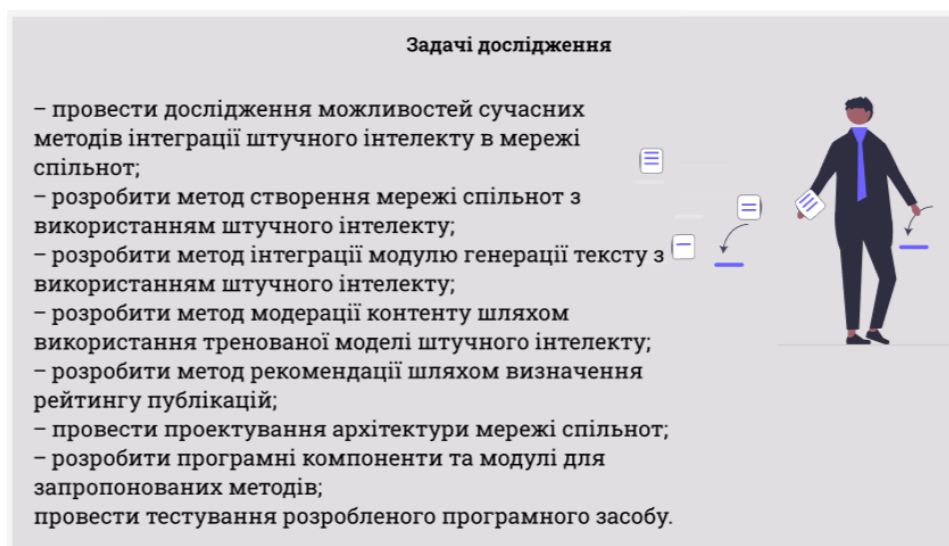 Задачі дослідження
– провести дослідження можливостей сучасних
методів інтеграції штучного інтелекту в мережі
спільнот;
– розробити метод створення мережі спільнот з
використанням штучного інтелекту;
– розробити метод інтеграції модулю генерації тексту з
використанням штучного інтелекту;
– розробити метод модерації контенту шляхом
використання тренованої моделі штучного інтелекту;
– розробити метод рекомендації шляхом визначення
рейтингу публікацій;
– провести проектування архітектури мережі спільнот;
– розробити програмні компоненти та модулі для
запропонованих методів;
провести тестування розробленого програмного засобу.